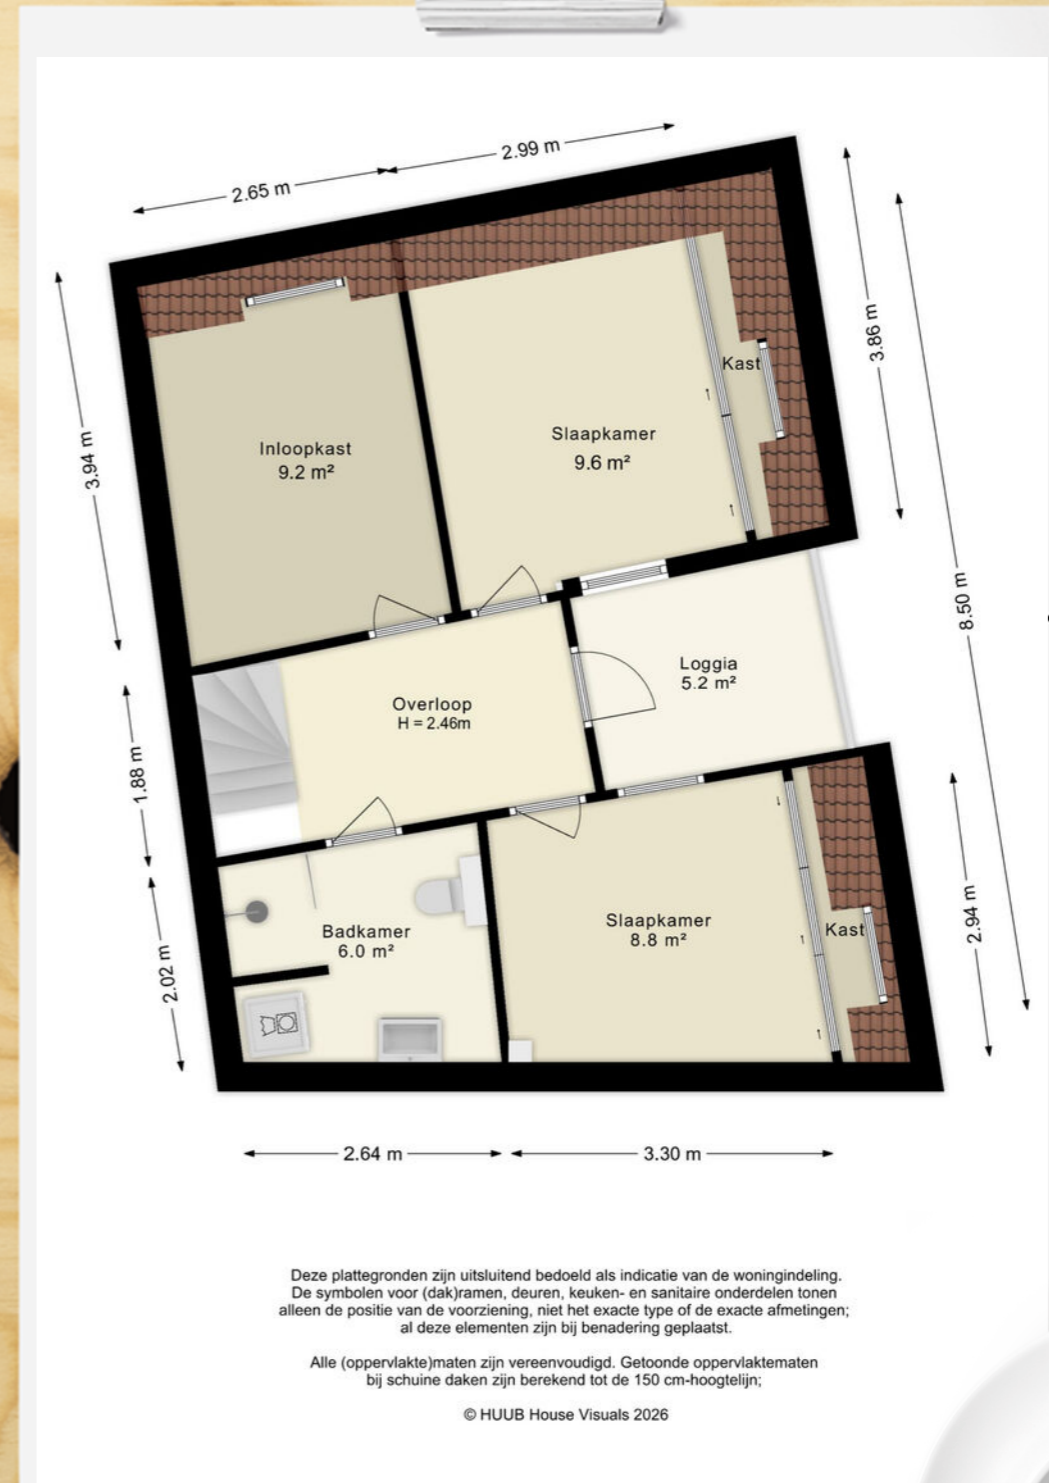 2.65 m
2.99 m
3.94 m
3.86 m
8.50 m
Kast
Inloopkast
9.2 m²
Slaapkamer
9.6 m²
Loggia
5.2 m²
Overloop
H = 2.46m
1.88 m
Slaapkamer
8.8 m²
Kast
2.94 m
Badkamer
6.0 m²
2.02 m
2.64 m
3.30 m
Deze plattegronden zijn uitsluitend bedoeld als indicatie van de woningindeling.
De symbolen voor (dak)ramen, deuren, keuken- en sanitaire onderdelen tonen
alleen de positie van de voorziening, niet het exacte type of de exacte afmetingen;
al deze elementen zijn bij benadering geplaatst.
Alle (oppervlakte)maten zijn vereenvoudigd. Getoonde oppervlaktematen
bij schuine daken zijn berekend tot de 150 cm-hoogtelijn;
© HUUB House Visuals 2026